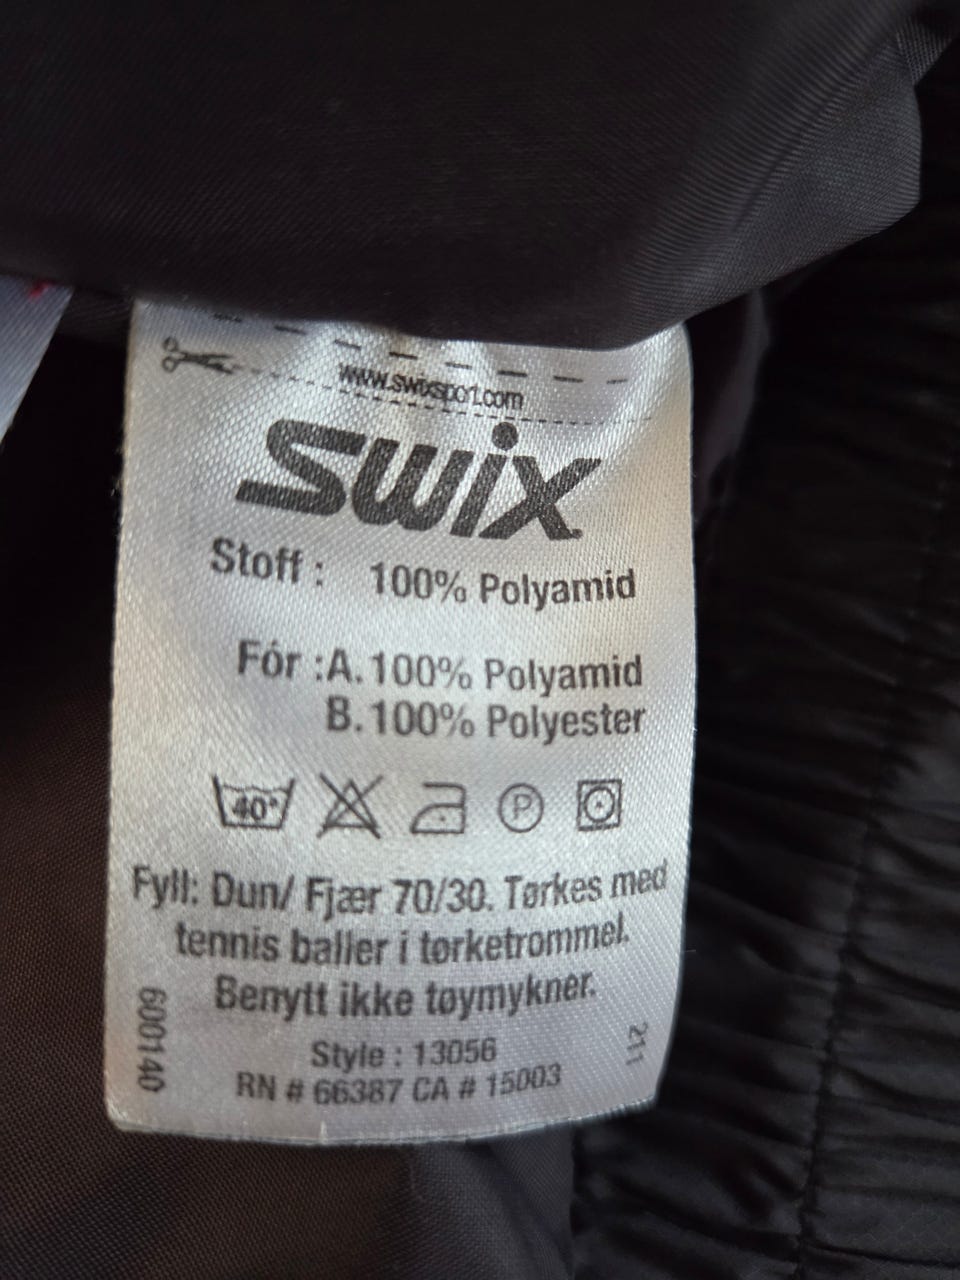 www.swixsport.com
swix
Stoff : 100% Polyamid
Fór :A. 100% Polyamid
B. 100% Polyester
40° P
Fyll: Dun/ Fjær 70/30. Tørkes med
tennis baller i tørketrommel.
Benytt ikke tøymykner.
Style : 13056
RN # 66387 CA # 15003
600140
211